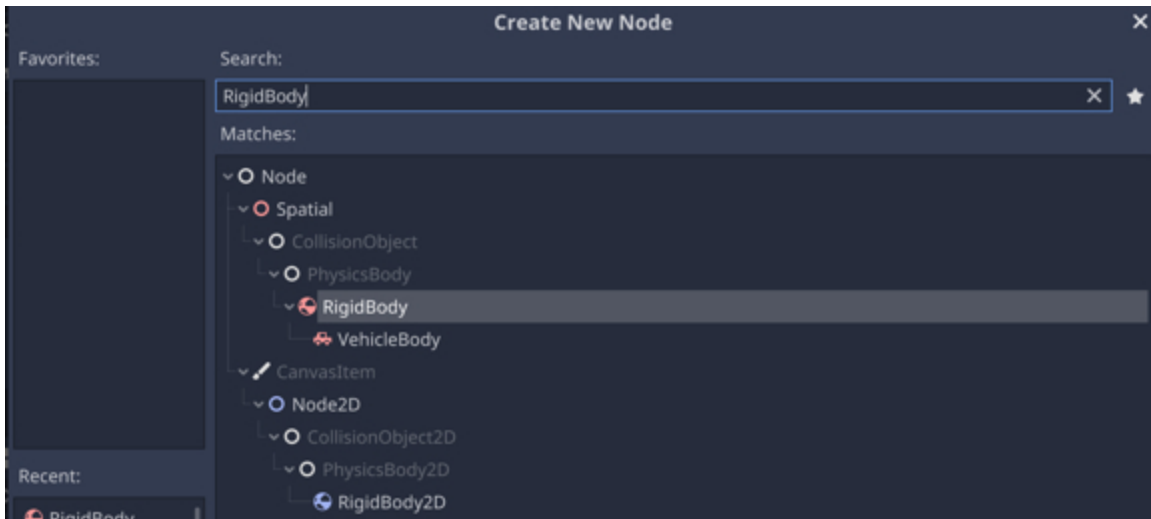 Create New Node
Favorites:
Search:
RigidBody
Matches:
Node
Spatial
CollisionObject
PhysicsBody
RigidBody
VehicleBody
CanvasItem
Node2D
CollisionObject2D
PhysicsBody2D
RigidBody2D
Recent:
RigidBody